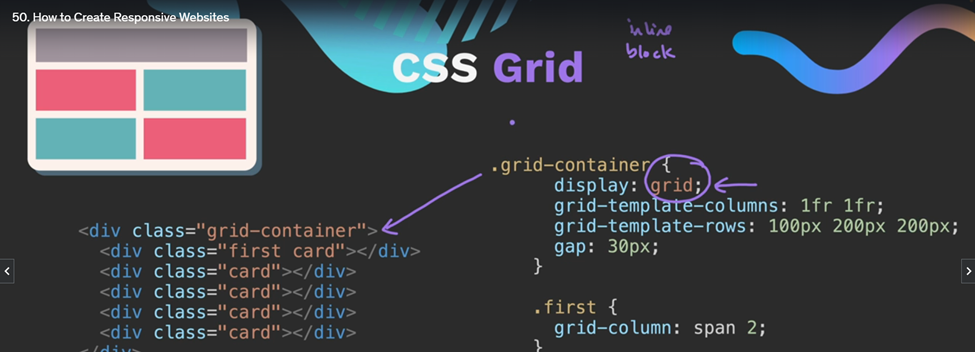 50. How to Create Responsive Websites
inline
block
CSS Grid
.grid-container {
display: grid;
grid-template-columns: 1fr 1fr;
grid-template-rows: 100px 200px 200px;
gap: 30px;
}
.first {
grid-column: span 2;
}
<div class="grid-container">
<div class="first card"></div>
<div class="card"></div>
<div class="card"></div>
<div class="card"></div>
<div class="card"></div>
</div>